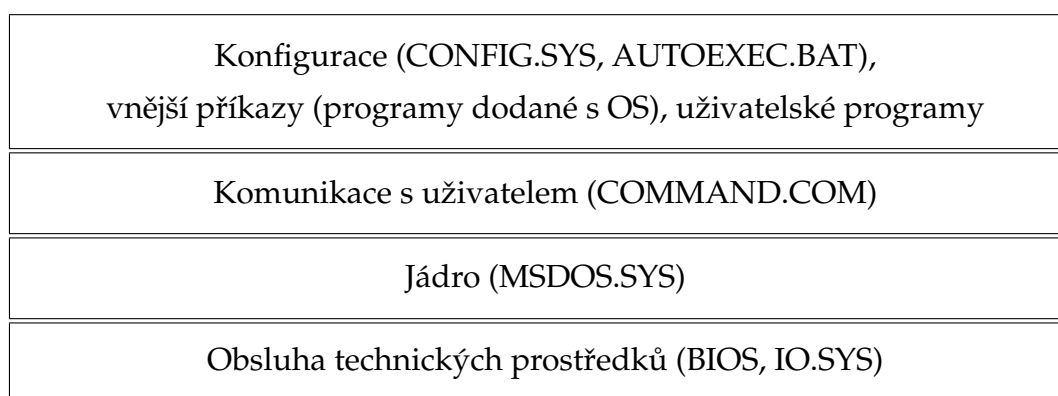 Konfigurace (CONFIG.SYS, AUTOEXEC.BAT),
vnější příkazy (programy dodané s OS), uživatelské programy
Komunikace s uživatelem (COMMAND.COM)
Jádro (MSDOS.SYS)
Obsluha technických prostředků (BIOS, IO.SYS)